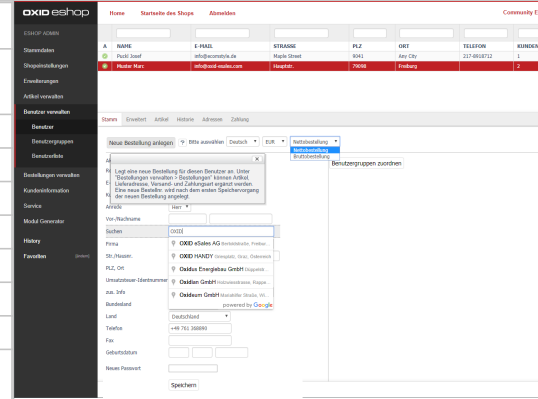 OXID eshop
Home Startseite des Shops Abmelden
Community E
ESHOP ADMIN
Stammdaten
Shopeinstellungen
Erweiterungen
Artikel verwalten
Benutzer verwalten
Benutzer
Benutzergruppen
Benutzerliste
Bestellungen verwalten
Kundeninformation
Service
Modul Generator
History
Favoriten
A NAME E-MAIL STRASSE PLZ ORT TELEFON KUNDEN
Packl Josef info@ecomstyle.de Maple Street 9041 Any City 217-8918712 1
Muster Marc info@oxid-esales.com Hauptstr. 79098 Freiburg 2
Stamm Erweitert Artikel Historie Adressen Zahlung
Neue Bestellung anlegen ? Bitte auswählen Deutsch EUR Nettobestellung
Nettobestellung
Bruttobestellung
Benutzergruppen zuordnen
Legt eine neue Bestellung für diesen Benutzer an. Unter
"Bestellungen verwalten > Bestellungen" können Artikel,
Lieferadresse, Versand- und Zahlungsart ergänzt werden.
Eine neue Bestellnr. wird nach dem ersten Speichervorgang
der neuen Bestellung angelegt.
Anrede Herr
Vor-/Nachname
Suchen OXID
Firma
OXID eSales AG
Str./Hausnr.
OXID HANDY Griesplatz, Graz, Österreich
PLZ, Ort
Oxidus Energiebau GmbH
Umsatzsteuer-Identnummer
Oxidian GmbH
zus. Info
Oxideum GmbH
Bundesland
powered by Google
Land Deutschland
Telefon +49 761 368890
Fax
Geburtsdatum
Neues Passwort
Speichern